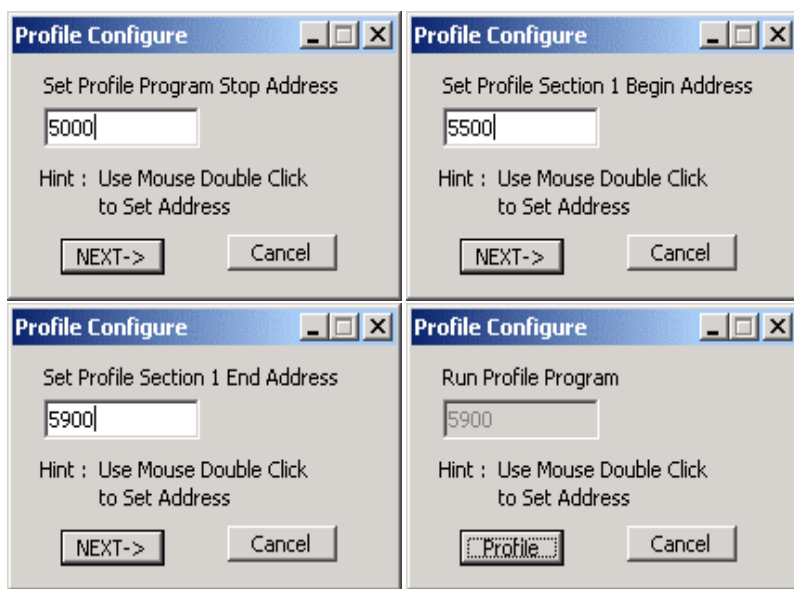 Profile Configure
Set Profile Program Stop Address
5000
Hint : Use Mouse Double Click
to Set Address
NEXT-> Cancel
Profile Configure
Set Profile Section 1 Begin Address
5500
Hint : Use Mouse Double Click
to Set Address
NEXT-> Cancel
Profile Configure
Set Profile Section 1 End Address
5900
Hint : Use Mouse Double Click
to Set Address
NEXT-> Cancel
Profile Configure
Run Profile Program
5900
Hint : Use Mouse Double Click
to Set Address
Profile Cancel